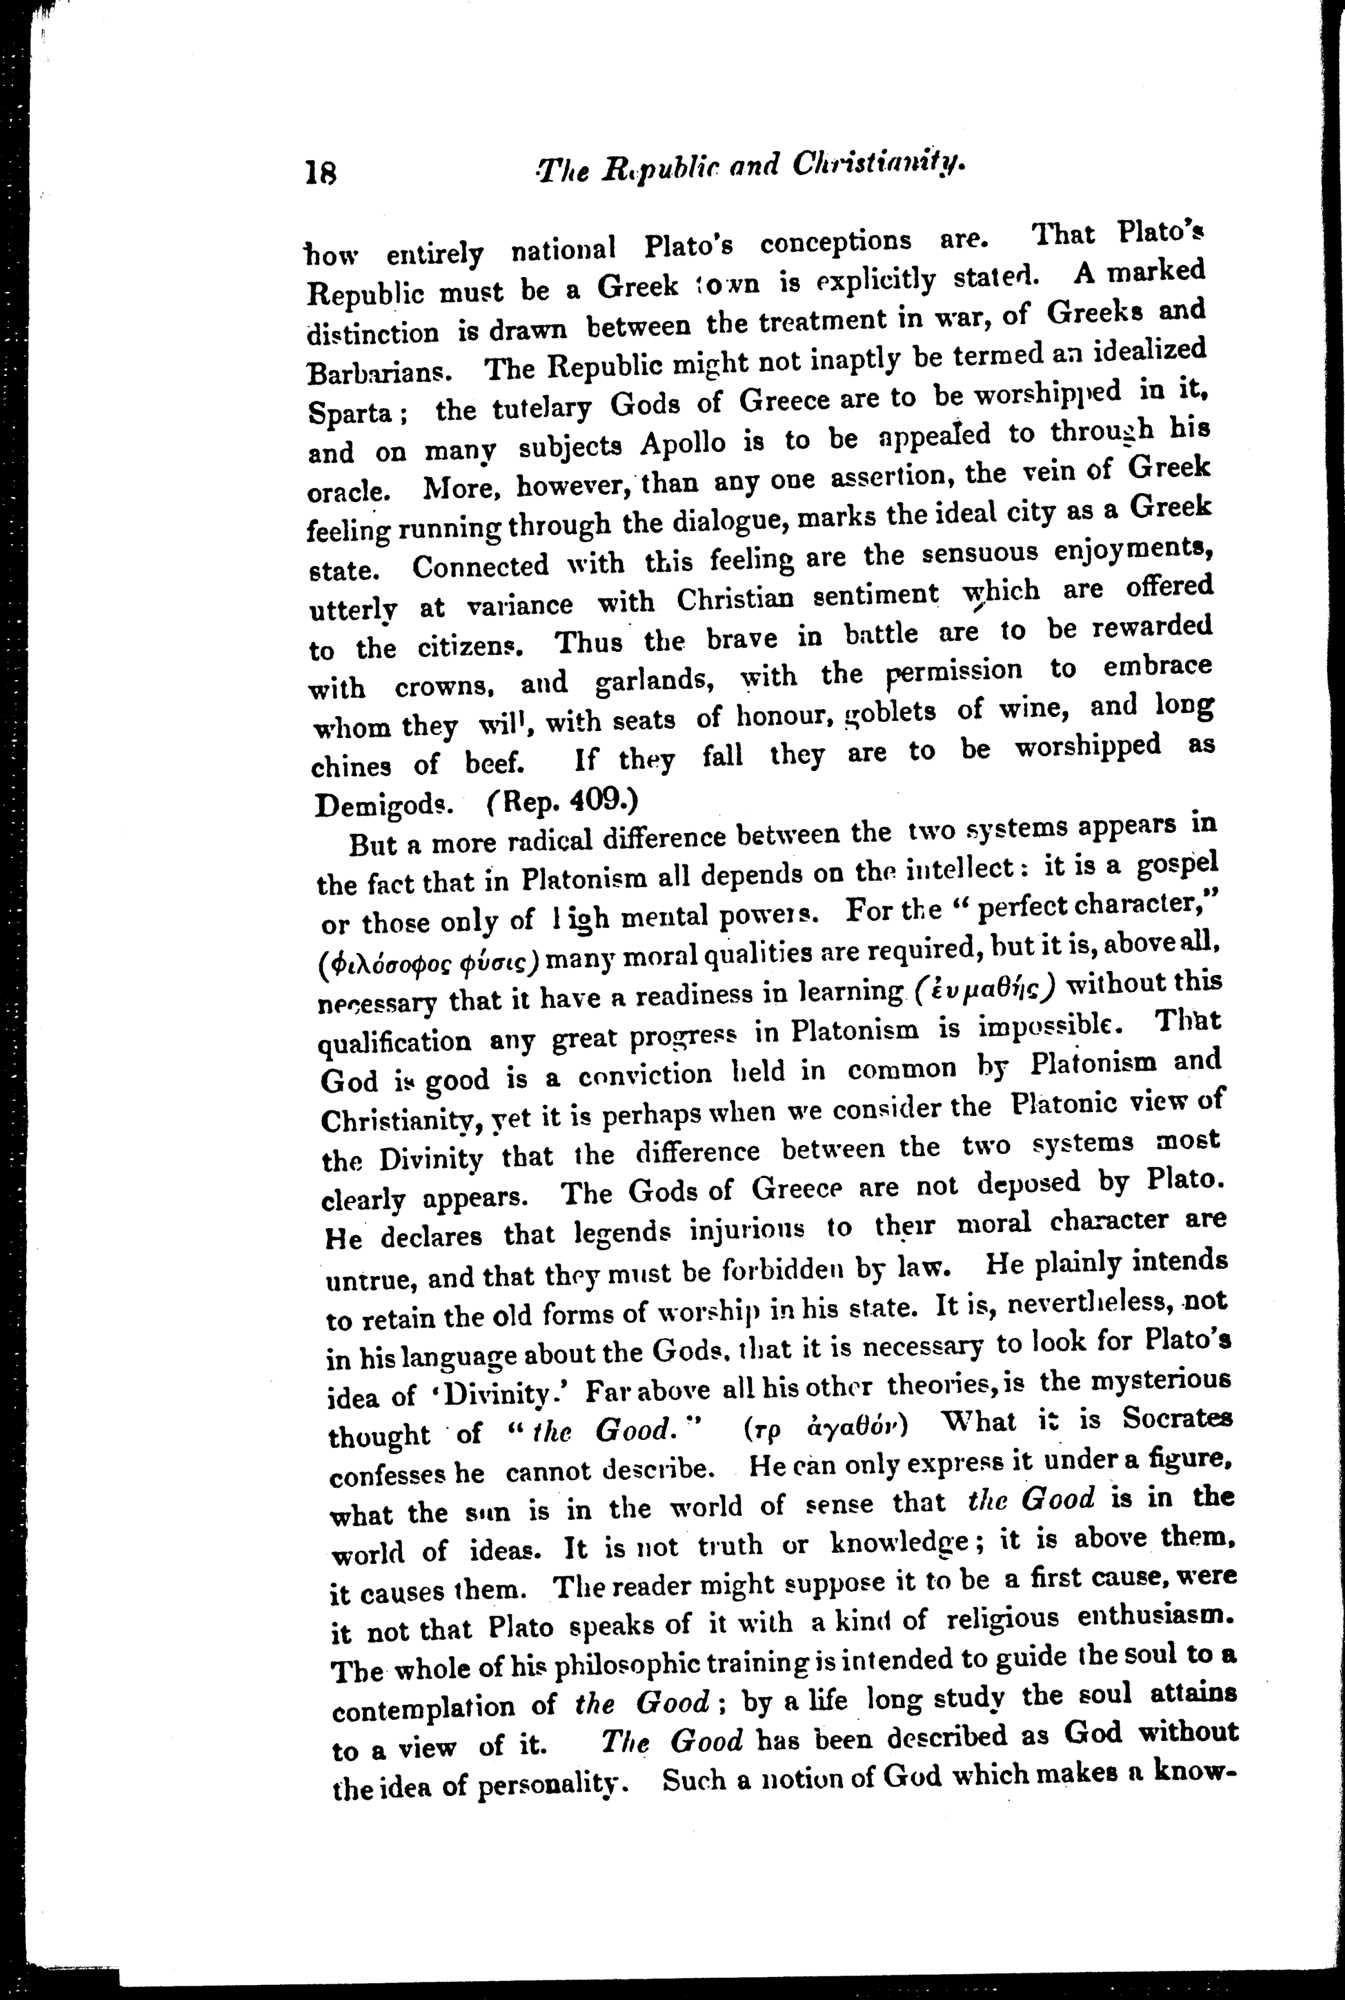 18 The Republic and Christianity.
how entirely national Plato's conceptions are. That Plato's
Republic must be a Greek town is explicitly stated. A marked
distinction is drawn between the treatment in war, of Greeks and
Barbarians. The Republic might not inaptly be termed an idealized
Sparta; the tutelary Gods of Greece are to be worshipped in it,
and on many subjects Apollo is to be appealed to through his
oracle. More, however, than any one assertion, the vein of Greek
feeling running through the dialogue, marks the ideal city as a Greek
state. Connected with this feeling are the sensuous enjoyments,
utterly at variance with Christian sentiment which are offered
to the citizens. Thus the brave in battle are to be rewarded
with crowns, and garlands, with the permission to embrace
whom they will, with seats of honour, goblets of wine, and long
chines of beef. If they fall they are to be worshipped as
Demigods. (Rep. 409.)
But a more radical difference between the two systems appears in
the fact that in Platonism all depends on the intellect: it is a gospel
or those only of high mental powers. For the “perfect character,”
(φιλόσοφος φύσις) many moral qualities are required, but it is, above all,
necessary that it have a readiness in learning (ἐυμαθής) without this
qualification any great progress in Platonism is impossible. That
God is good is a conviction held in common by Platonism and
Christianity, yet it is perhaps when we consider the Platonic view of
the Divinity that the difference between the two systems most
clearly appears. The Gods of Greece are not deposed by Plato.
He declares that legends injurious to their moral character are
untrue, and that they must be forbidden by law. He plainly intends
to retain the old forms of worship in his state. It is, nevertheless, not
in his language about the Gods, that it is necessary to look for Plato's
idea of ‘Divinity.’ Far above all his other theories, is the mysterious
thought of “the Good.” (τρ ἀγαθόν) What it is Socrates
confesses he cannot describe. He can only express it under a figure,
what the sun is in the world of sense that the Good is in the
world of ideas. It is not truth or knowledge; it is above them,
it causes them. The reader might suppose it to be a first cause, were
it not that Plato speaks of it with a kind of religious enthusiasm.
The whole of his philosophic training is intended to guide the soul to a
contemplation of the Good; by a life long study the soul attains
to a view of it. The Good has been described as God without
the idea of personality. Such a notion of God which makes a know-